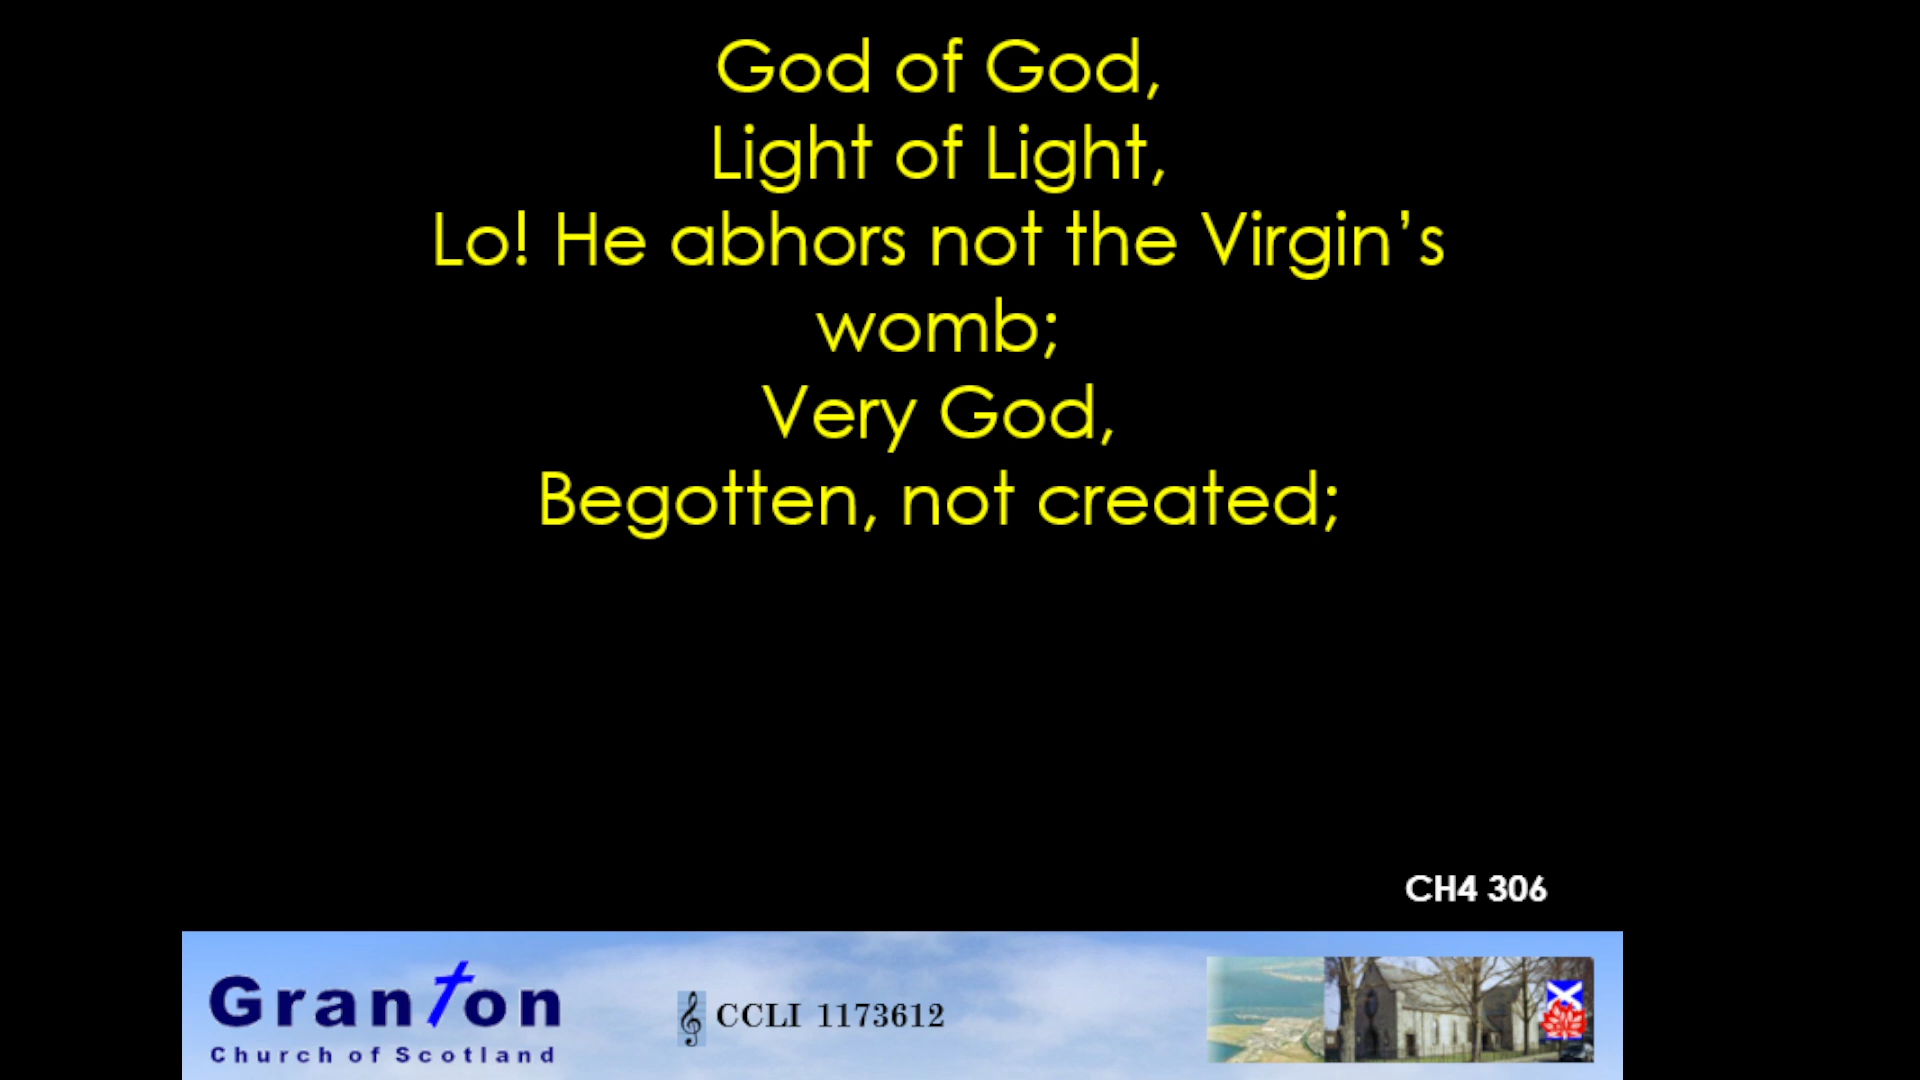 God of God,
Light of Light,
Lo! He abhors not the Virgin’s
womb;
Very God,
Begotten, not created;
CH4 306
Granton
Church of Scotland
CCLI 1173612